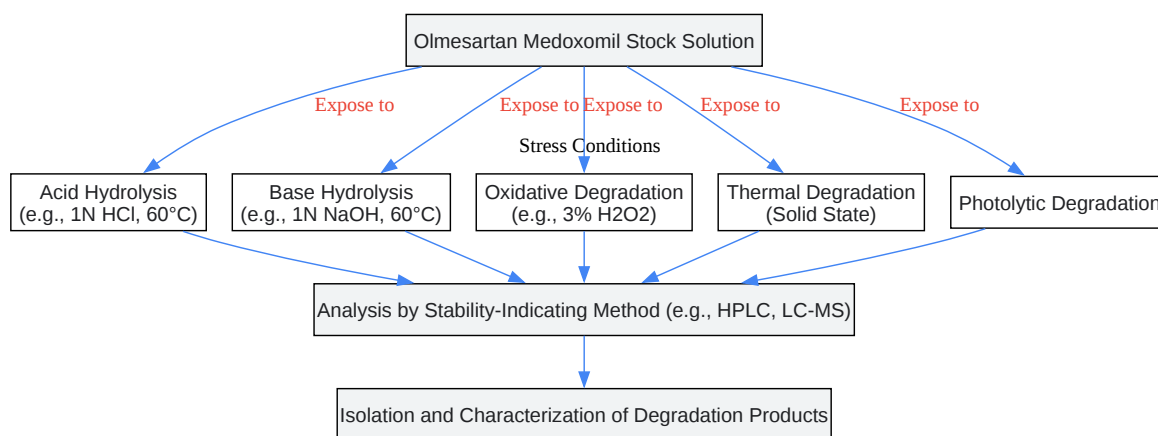 Olmesartan Medoxomil Stock Solution
Expose to Expose to Expose to Expose to Expose to
Stress Conditions
Acid Hydrolysis
(e.g., 1N HCl, 60°C)
Base Hydrolysis
(e.g., 1N NaOH, 60°C)
Oxidative Degradation
(e.g., 3% H2O2)
Thermal Degradation
(Solid State)
Photolytic Degradation
Analysis by Stability-Indicating Method (e.g., HPLC, LC-MS)
Isolation and Characterization of Degradation Products